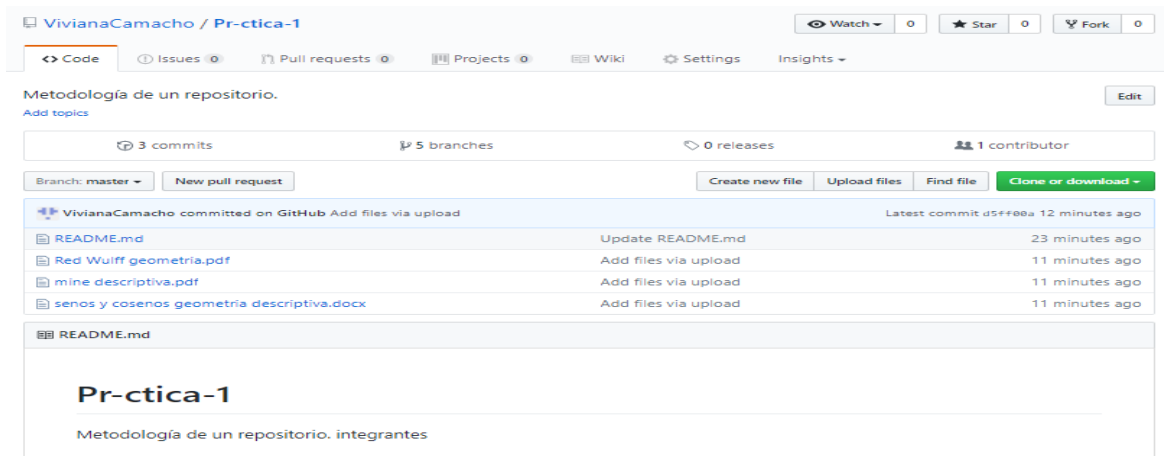 VivianaCamacho / Pr-ctica-1 Watch 0 Star 0 Fork 0
Code Issues 0 Pull requests 0 Projects 0 Wiki Settings Insights
Metodología de un repositorio. Edit
Add topics
3 commits 5 branches 0 releases 1 contributor
Branch: master New pull request Create new file Upload files Find file Clone or download
VivianaCamacho committed on GitHub Add files via upload Latest commit d5ff00a 12 minutes ago
README.md Update README.md 23 minutes ago
Red Wulff geometria.pdf Add files via upload 11 minutes ago
mine descriptiva.pdf Add files via upload 11 minutes ago
senos y cosenos geometria descriptiva.docx Add files via upload 11 minutes ago
README.md
Pr-ctica-1
Metodología de un repositorio. integrantes